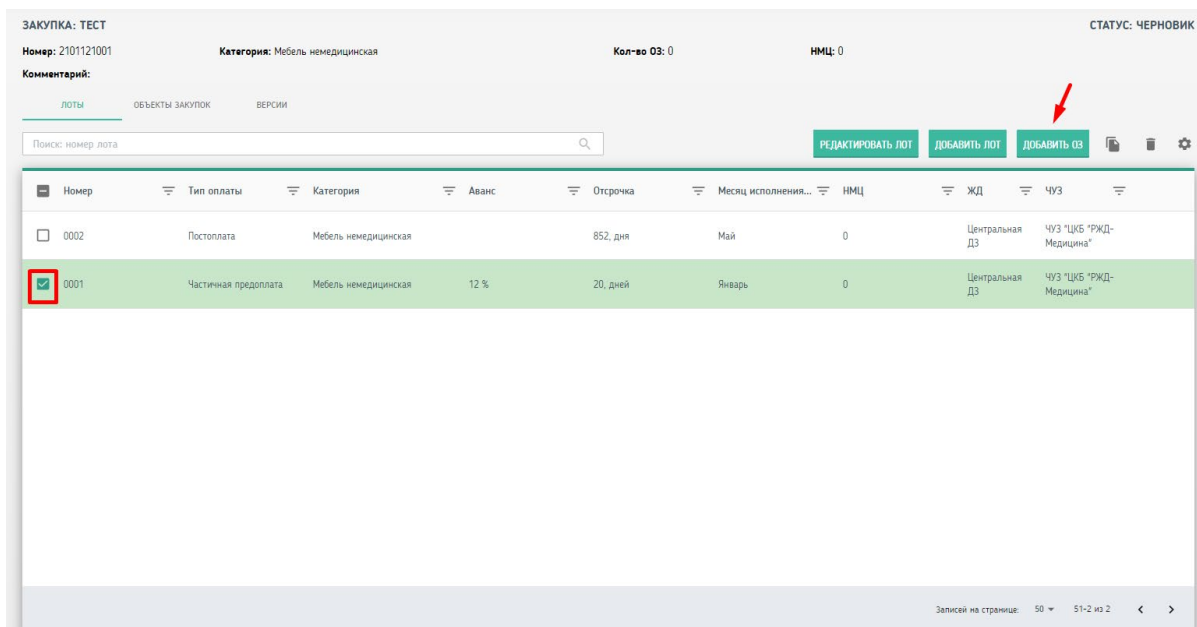 ЗАКУПКА: ТЕСТ СТАТУС: ЧЕРНОВИК
Номер: 2101121001 Категория: Мебель немедицинская Кол-во ОЗ: 0 НМЦ: 0
Комментарий:
ЛОТЫ ОБЪЕКТЫ ЗАКУПОК ВЕРСИИ
Поиск: номер лота РЕДАКТИРОВАТЬ ЛОТ ДОБАВИТЬ ЛОТ ДОБАВИТЬ ОЗ
Номер Тип оплаты Категория Аванс Отсрочка Месяц исполнения... НМЦ ЖД ЧУЗ
0002 Постоплата Мебель немедицинская 852, дня Май 0 Центральная ЧУЗ "ЦКБ "РЖД-
ДЗ Медицина"
0001 Частичная предоплата Мебель немедицинская 12 % 20, дней Январь 0 Центральная ЧУЗ "ЦКБ "РЖД-
ДЗ Медицина"
Записей на странице: 50 51-2 из 2